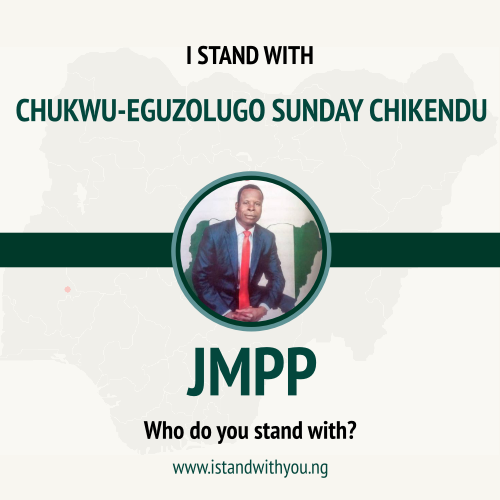 I STAND WITH
CHUKWU-EGUZOLUGO SUNDAY CHIKENDU
JMPP
Who do you stand with?
www.istandwithyou.ng